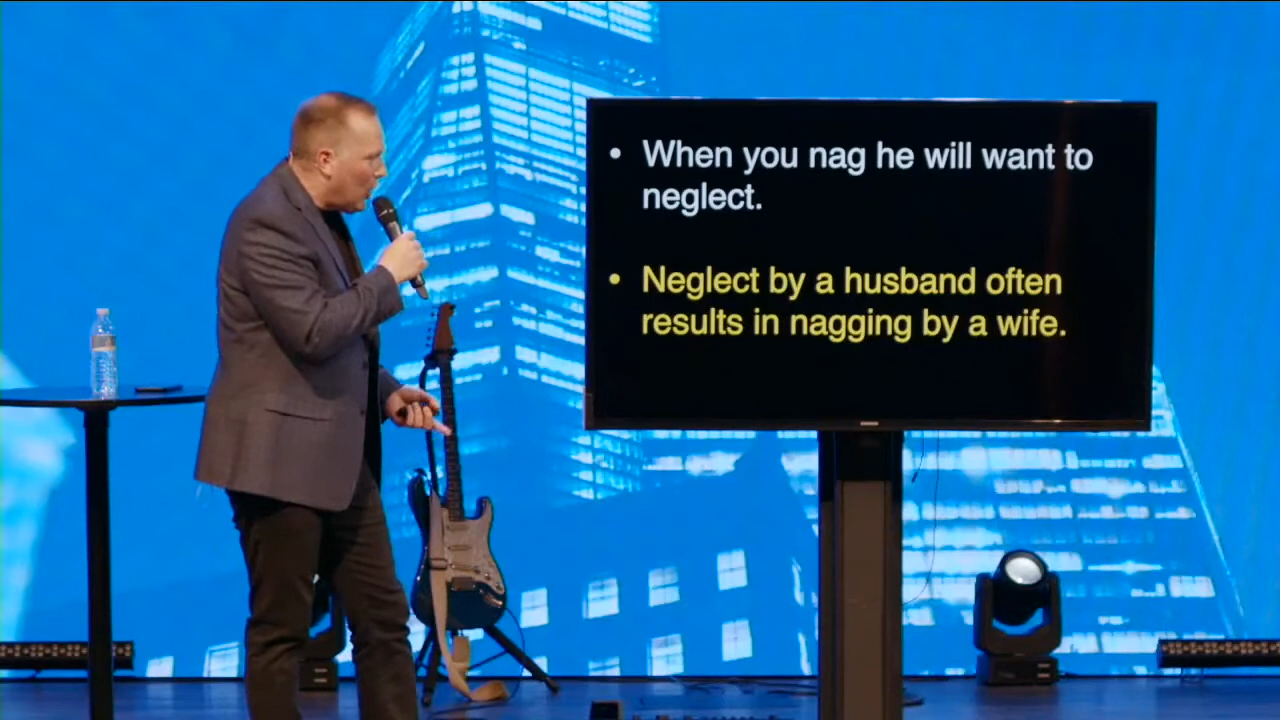 • When you nag he will want to
neglect.
• Neglect by a husband often
results in nagging by a wife.